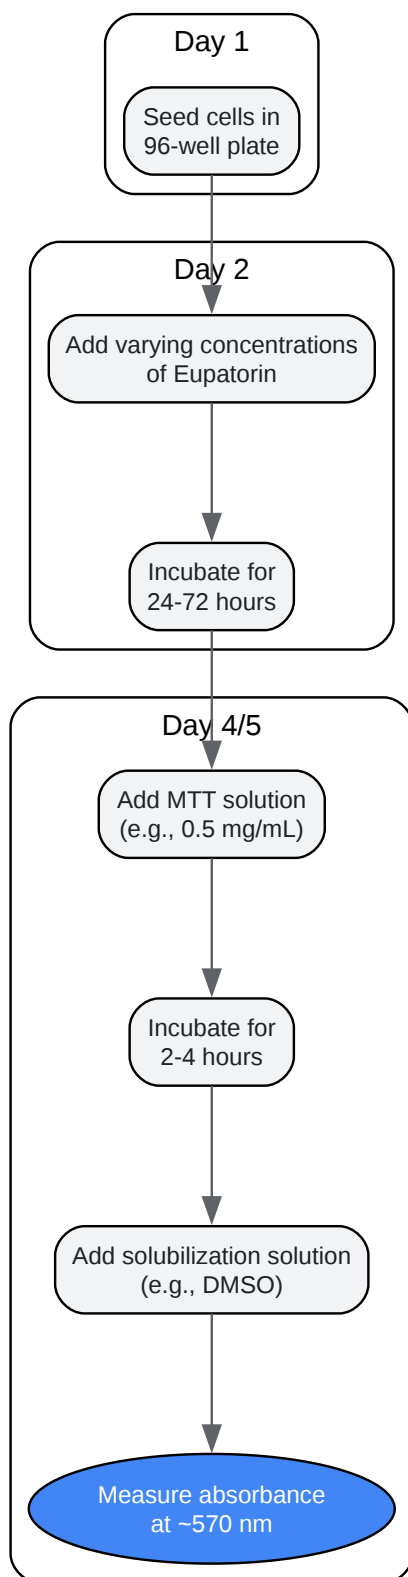 Day 1
Seed cells in
96-well plate
Day 2
Add varying concentrations
of Eupatorin
Incubate for
24-72 hours
Day 4/5
Add MTT solution
(e.g., 0.5 mg/mL)
Incubate for
2-4 hours
Add solubilization solution
(e.g., DMSO)
Measure absorbance
at ~570 nm